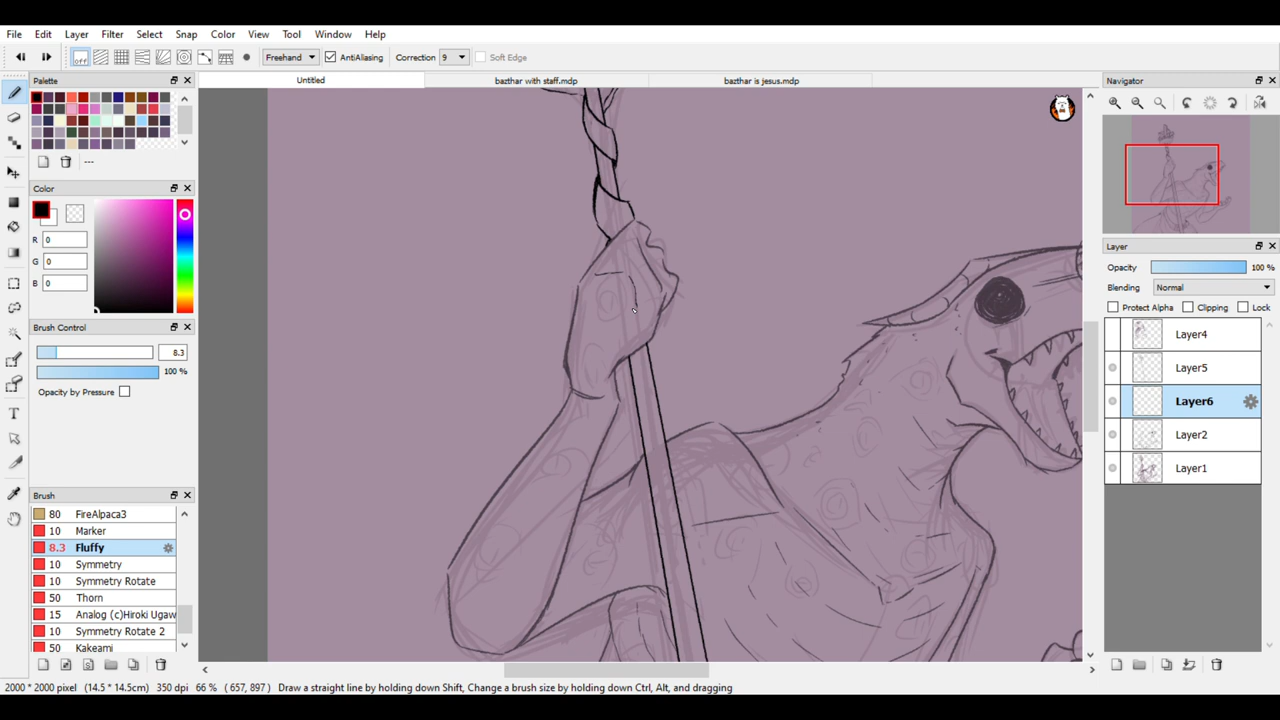 File Edit View Layer Filter Select Snap Color View Tool Window Help
Freehand AntiAliasing Correction 9 Soft Edge
Palette
Untitled
bazthar with staff.mdp
bazthar is jesus.mdp
Navigator
---
Color
R 0
G 0
B 0
Brush Control
8.3
100 %
Opacity by Pressure
Brush
80 FireAlpaca3
10 Marker
8.3 Fluffy
10 Symmetry
10 Symmetry Rotate
50 Thorn
15 Analog (c)Hiroki Ugaw
10 Symmetry Rotate 2
50 Kakeami
Layer
Opacity 100 %
Blending Normal
Protect Alpha Clipping Lock
Layer4
Layer5
Layer6
Layer2
Layer1
2000 * 2000 pixel (14.5 * 14.5cm) 350 dpi 66 % ( 657, 897 ) Draw a straight line by holding down Shift, Change a brush size by holding down Ctrl, Alt, and dragging